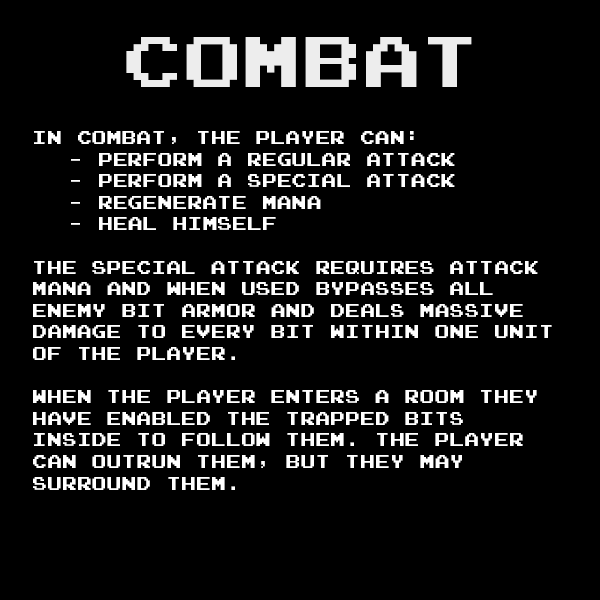 COMBAT
IN COMBAT, THE PLAYER CAN:
- PERFORM A REGULAR ATTACK
- PERFORM A SPECIAL ATTACK
- REGENERATE MANA
- HEAL HIMSELF
THE SPECIAL ATTACK REQUIRES ATTACK
MANA AND WHEN USED BYPASSES ALL
ENEMY BIT ARMOR AND DEALS MASSIVE
DAMAGE TO EVERY BIT WITHIN ONE UNIT
OF THE PLAYER.
WHEN THE PLAYER ENTERS A ROOM THEY
HAVE ENABLED THE TRAPPED BITS
INSIDE TO FOLLOW THEM. THE PLAYER
CAN OUTRUN THEM, BUT THEY MAY
SURROUND THEM.